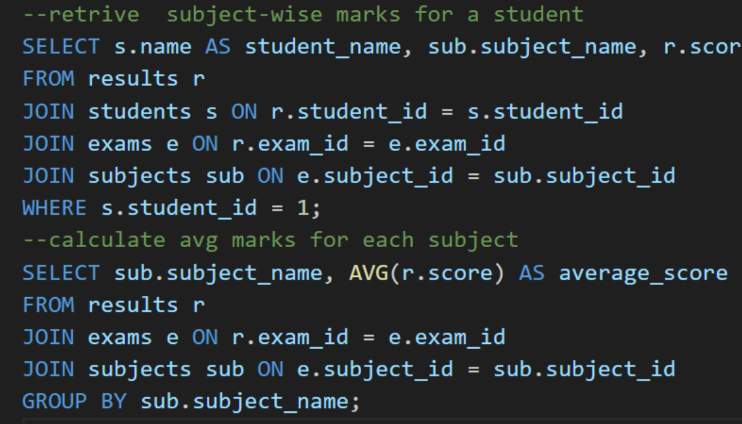 --retrive  subject-wise marks for a student
SELECT s.name AS student_name, sub.subject_name, r.scor
FROM results r
JOIN students s ON r.student_id = s.student_id
JOIN exams e ON r.exam_id = e.exam_id
JOIN subjects sub ON e.subject_id = sub.subject_id
WHERE s.student_id = 1;
--calculate avg marks for each subject
SELECT sub.subject_name, AVG(r.score) AS average_score
FROM results r
JOIN exams e ON r.exam_id = e.exam_id
JOIN subjects sub ON e.subject_id = sub.subject_id
GROUP BY sub.subject_name;